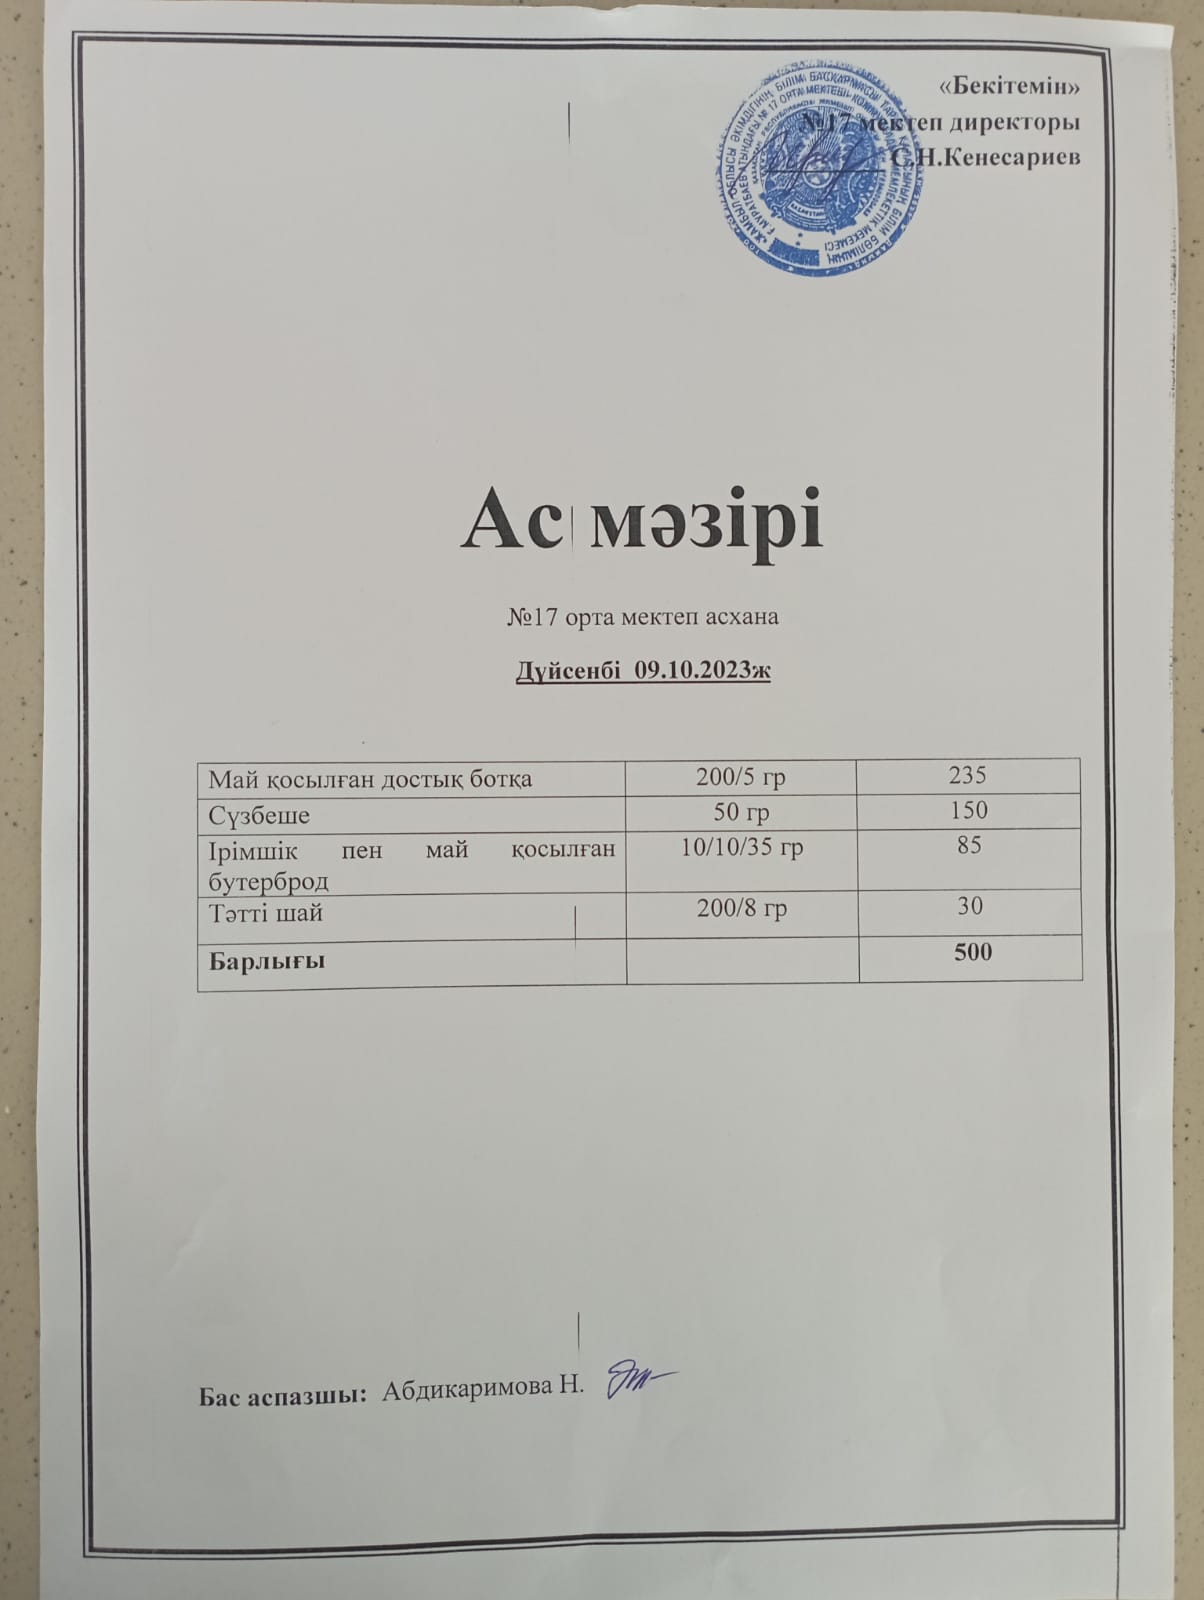 «Бекітемін»
№17 мектеп директоры
С.Н.Кенесариев
Ас мәзірі
№17 орта мектеп асхана
Дүйсенбі 09.10.2023ж
Май қосылған достық ботқа 200/5 гр 235
Сүзбеше 50 гр 150
Ірімшік пен май қосылған 10/10/35 гр 85
бутерброд
Тәтті шай 200/8 гр 30
Барлығы 500
Бас аспазшы: Абдикаримова Н.